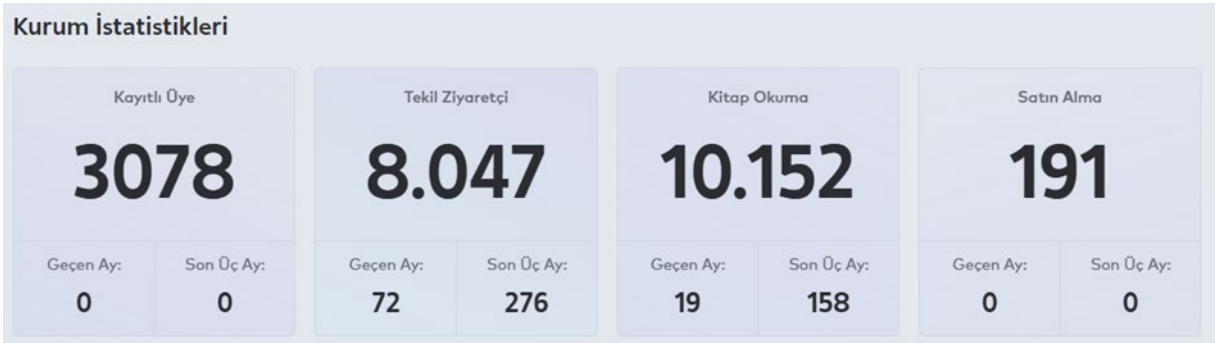 Kurum İstatistikleri
Kayıtlı Üye
3078
Geçen Ay:
0
Son Üç Ay:
0
Tekil Ziyaretçi
8.047
Geçen Ay:
72
Son Üç Ay:
276
Kitap Okuma
10.152
Geçen Ay:
19
Son Üç Ay:
158
Satın Alma
191
Geçen Ay:
0
Son Üç Ay:
0